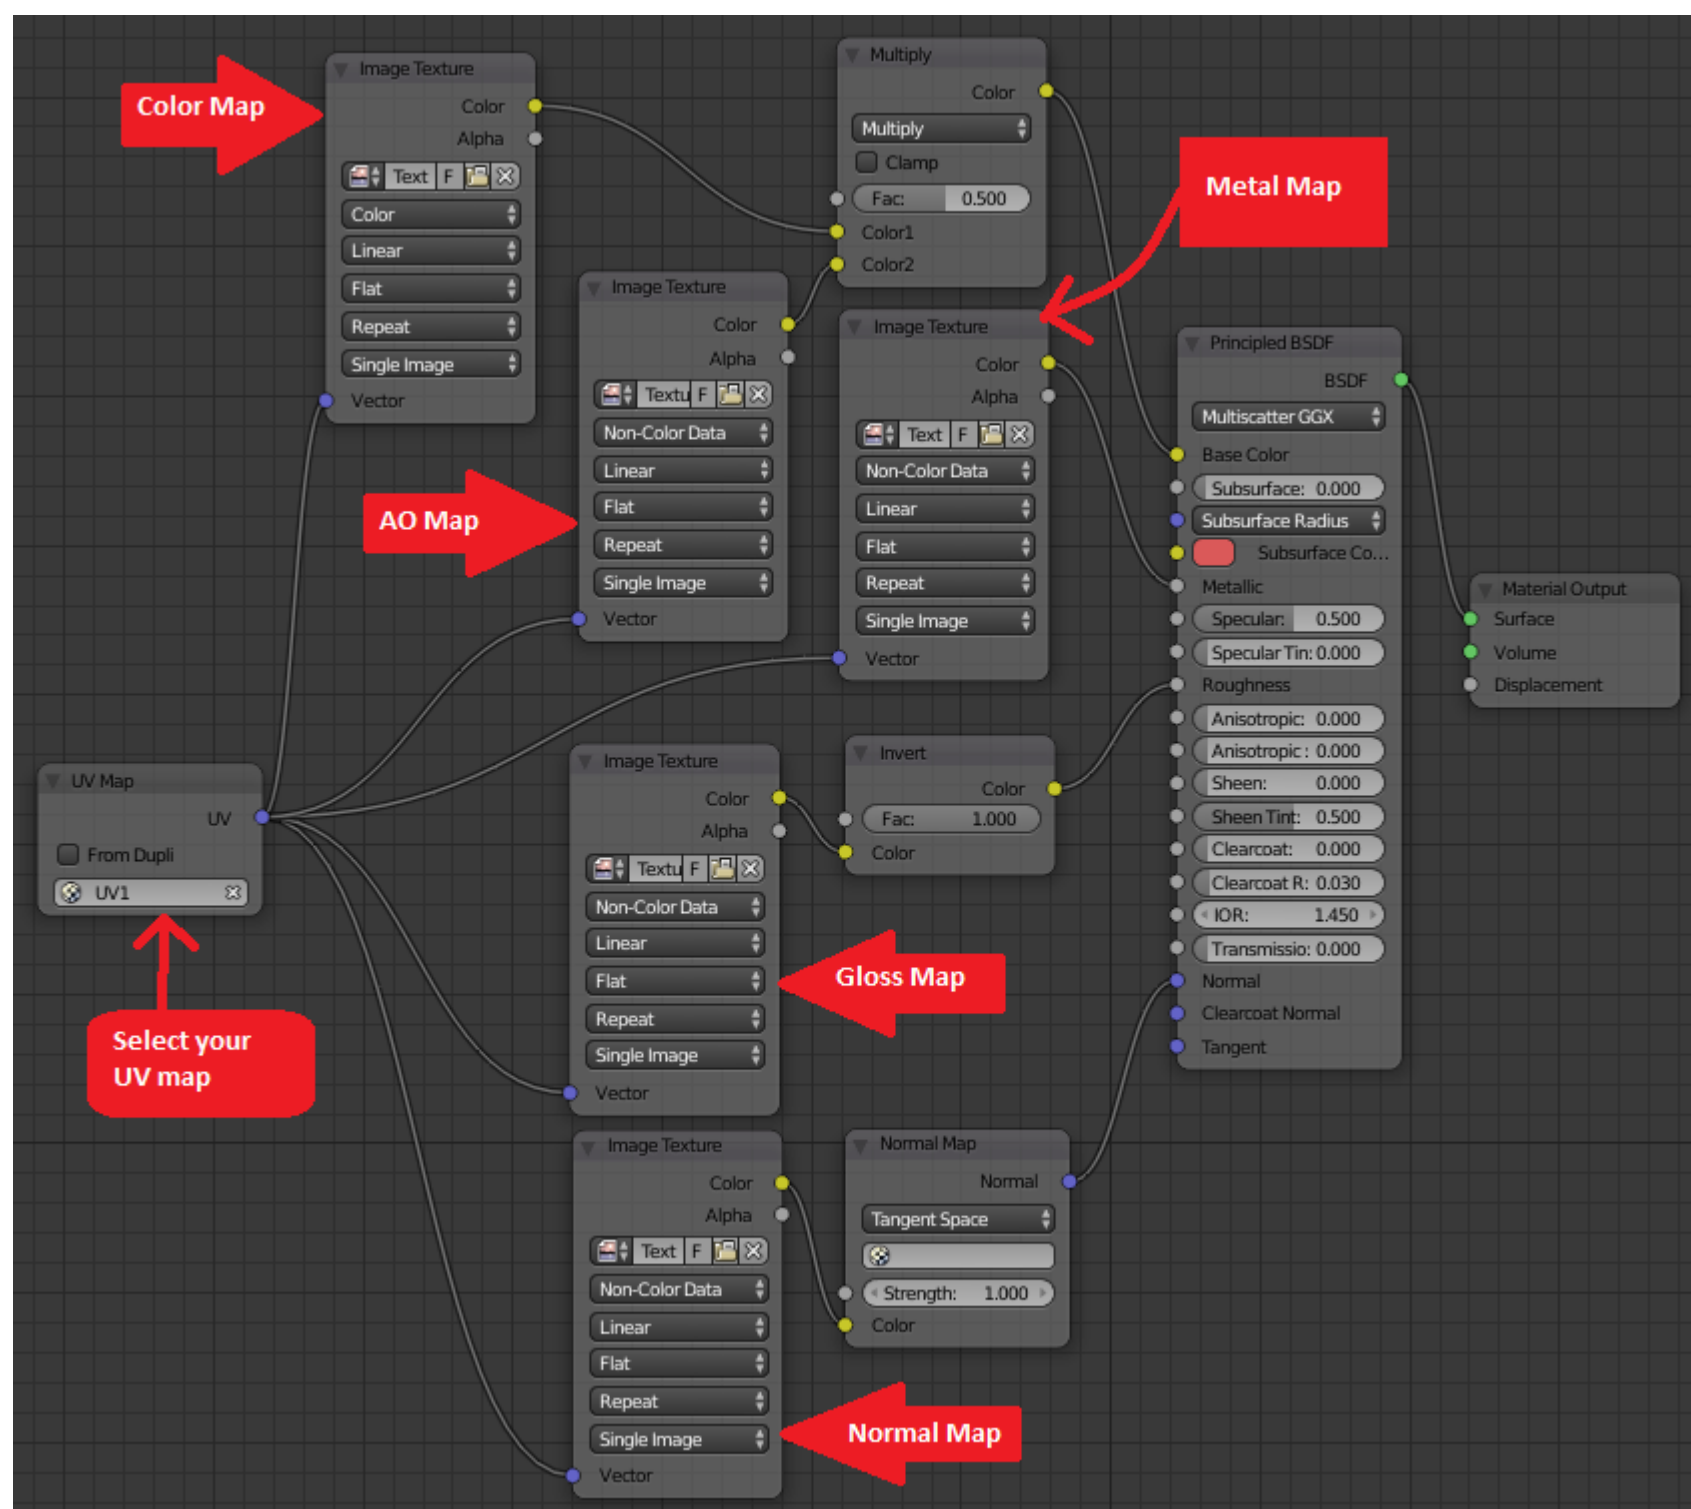 Color Map
Image Texture
Color
Alpha
Text F
Color
Linear
Flat
Repeat
Single Image
Vector
Multiply
Color
Multiply
Clamp
Fac: 0.500
Color1
Color2
Metal Map
AO Map
Image Texture
Color
Alpha
Textu F
Non-Color Data
Linear
Flat
Repeat
Single Image
Vector
Image Texture
Color
Alpha
Text F
Non-Color Data
Linear
Flat
Repeat
Single Image
Vector
Principled BSDF
BSDF
Multiscatter GGX
Base Color
Subsurface: 0.000
Subsurface Radius
Subsurface Co...
Metallic
Specular: 0.500
Specular Tin: 0.000
Roughness
Anisotropic: 0.000
Anisotropic : 0.000
Sheen: 0.000
Sheen Tint: 0.500
Clearcoat: 0.000
Clearcoat R: 0.030
IOR: 1.450
Transmissio: 0.000
Normal
Clearcoat Normal
Tangent
Material Output
Surface
Volume
Displacement
UV Map
UV
From Dupli
UV1
Select your
UV map
Image Texture
Color
Alpha
Textu F
Non-Color Data
Linear
Flat
Repeat
Single Image
Vector
Invert
Color
Fac: 1.000
Color
Gloss Map
Image Texture
Color
Alpha
Text F
Non-Color Data
Linear
Flat
Repeat
Single Image
Vector
Normal Map
Normal
Tangent Space
Strength: 1.000
Color
Normal Map